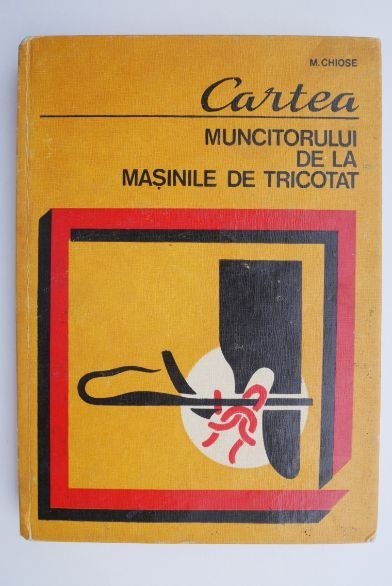 M. CHIOSE
Cartea
MUNCITORULUI
DE LA
MAȘINILE DE TRICOTAT